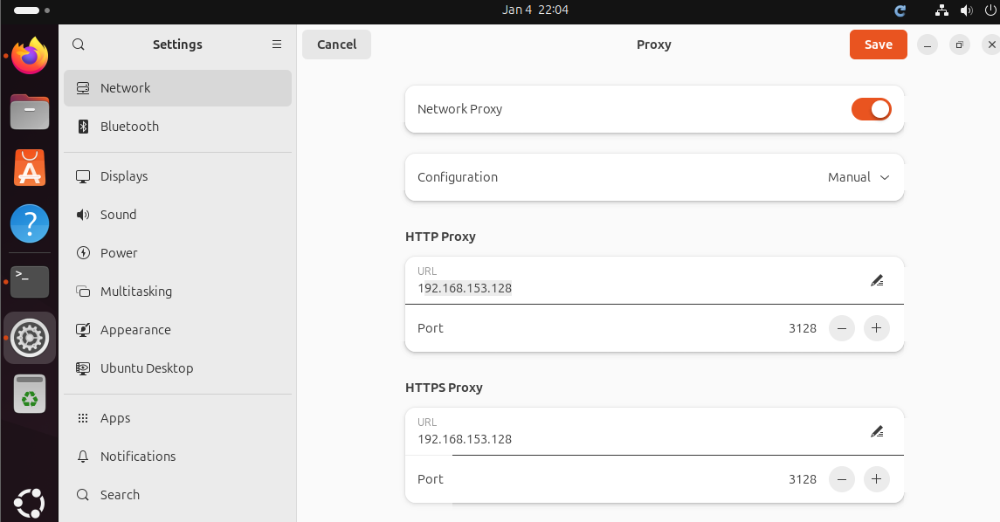 Jan 4 22:04
Settings
Cancel
Proxy
Save
Network
Bluetooth
Displays
Sound
Power
Multitasking
Appearance
Ubuntu Desktop
Apps
Notifications
Search
Network Proxy
Configuration
Manual
HTTP Proxy
URL
192.168.153.128
Port
3128
HTTPS Proxy
URL
192.168.153.128
Port
3128